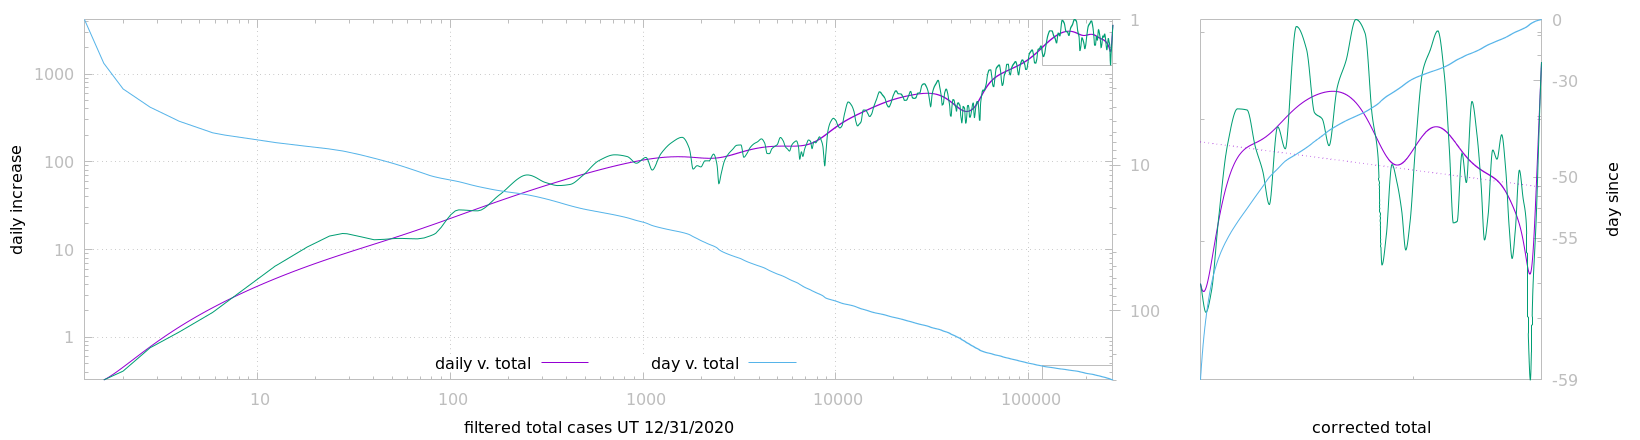 daily increase
1000
100
10
1
10
100
1000
10000
100000
daily v. total
day v. total
filtered total cases UT 12/31/2020
1
10
100
0
-30
-50
-55
-59
day since
corrected total